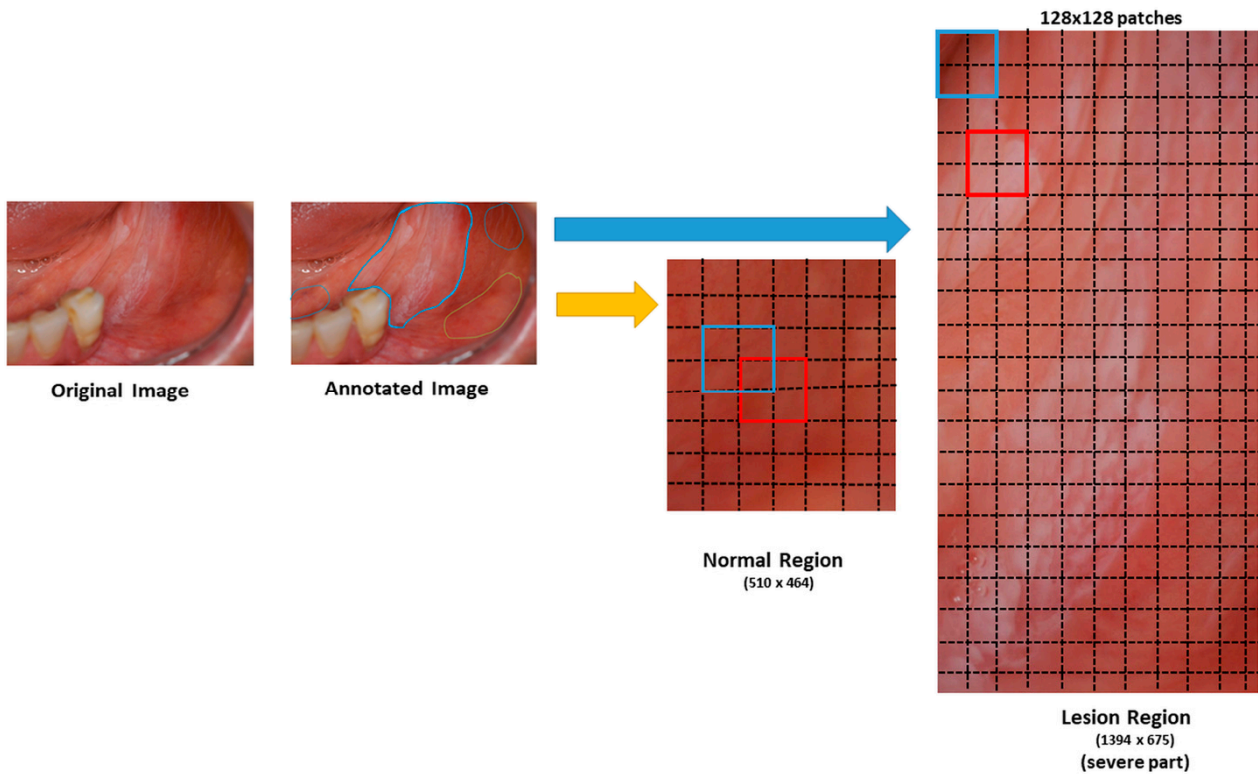 128x128 patches
Original Image
Annotated Image
Normal Region
(510 x 464)
Lesion Region
(1394 x 675)
(severe part)